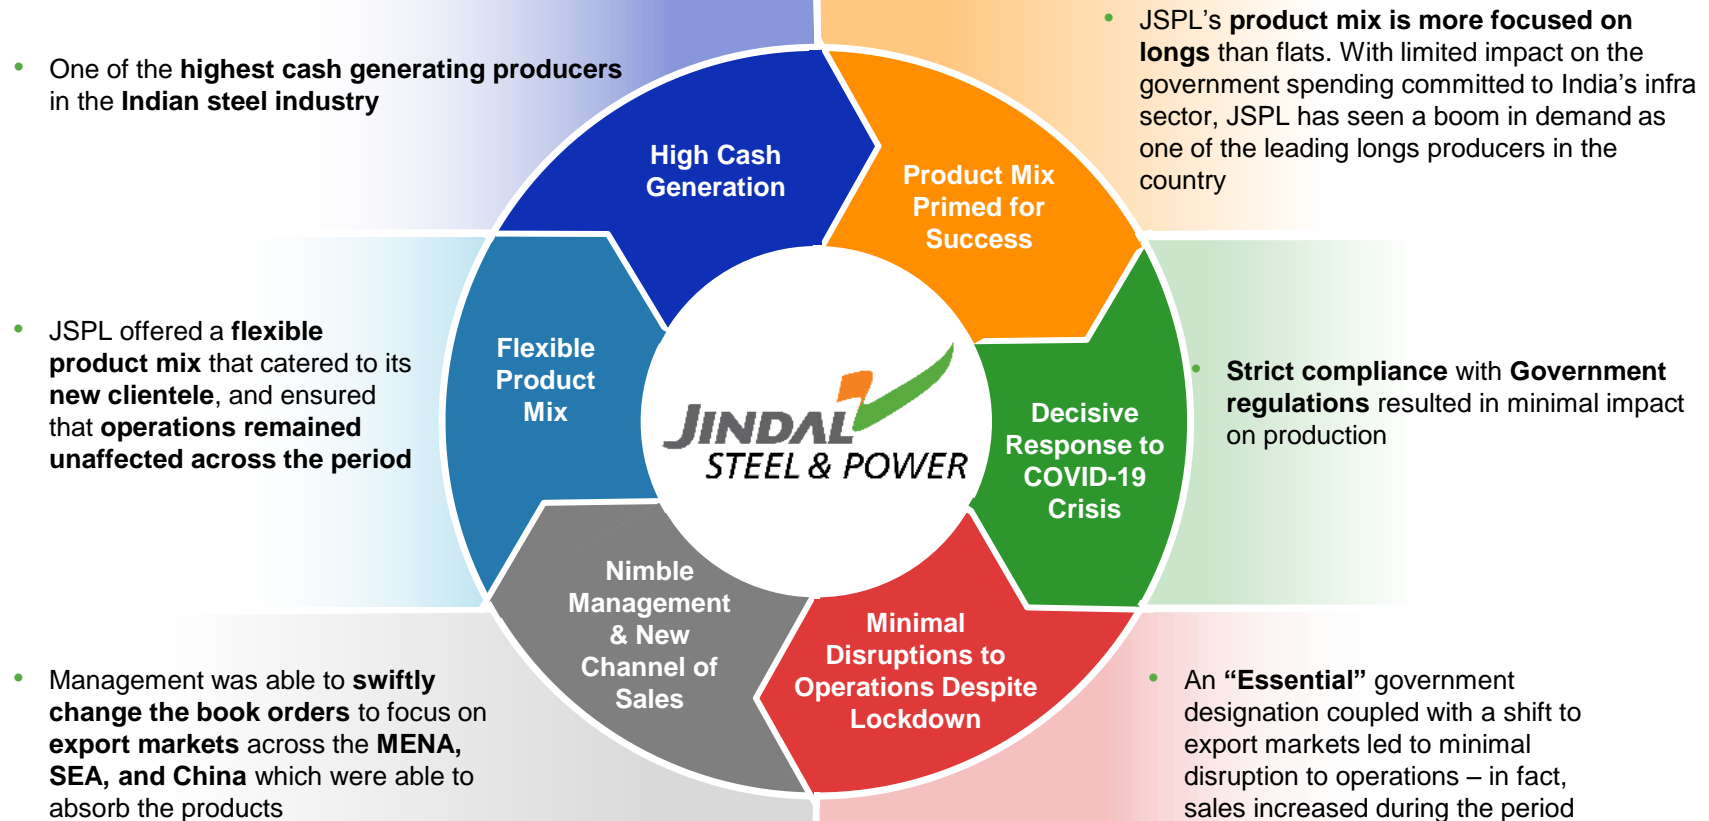 • One of the highest cash generating producers
in the Indian steel industry
High Cash
Generation
Product Mix
Primed for
Success
• JSPL’s product mix is more focused on
longs than flats. With limited impact on the
government spending committed to India’s infra
sector, JSPL has seen a boom in demand as
one of the leading longs producers in the
country
• JSPL offered a flexible
product mix that catered to its
new clientele, and ensured
that operations remained
unaffected across the period
Flexible
Product
Mix
JINDAL
STEEL & POWER
Decisive
Response to
COVID-19
Crisis
• Strict compliance with Government
regulations resulted in minimal impact
on production
• Management was able to swiftly
change the book orders to focus on
export markets across the MENA,
SEA, and China which were able to
absorb the products
Nimble
Management
& New
Channel of
Sales
Minimal
Disruptions to
Operations Despite
Lockdown
• An “Essential” government
designation coupled with a shift to
export markets led to minimal
disruption to operations – in fact,
sales increased during the period